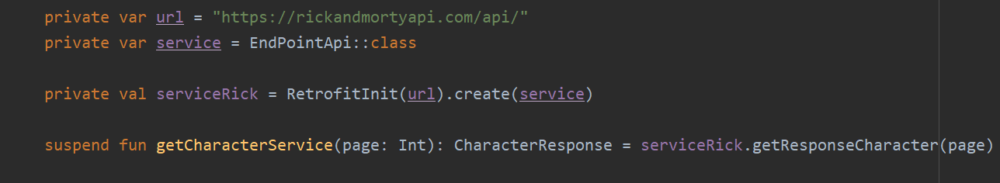 private var url = "https://rickandmortyapi.com/api/"
private var service = EndPointApi::class
private val serviceRick = RetrofitInit(url).create(service)
suspend fun getCharacterService(page: Int): CharacterResponse = serviceRick.getResponseCharacter(page)